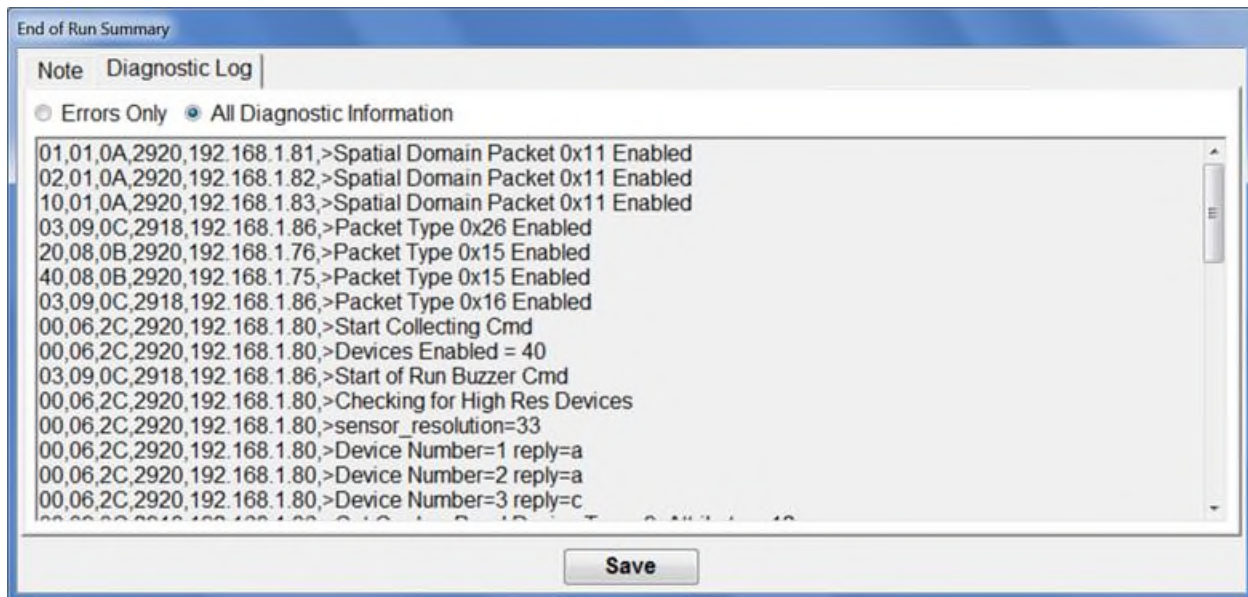 End of Run Summary
Note Diagnostic Log
Errors Only All Diagnostic Information
01,01,0A,2920,192.168.1.81,>Spatial Domain Packet 0x11 Enabled
02,01,0A,2920,192.168.1.82,>Spatial Domain Packet 0x11 Enabled
10,01,0A,2920,192.168.1.83,>Spatial Domain Packet 0x11 Enabled
03,09,0C,2918,192.168.1.86,>Packet Type 0x26 Enabled
20,08,0B,2920,192.168.1.76,>Packet Type 0x15 Enabled
40,08,0B,2920,192.168.1.75,>Packet Type 0x15 Enabled
03,09,0C,2918,192.168.1.86,>Packet Type 0x16 Enabled
00,06,2C,2920,192.168.1.80,>Start Collecting Cmd
00,06,2C,2920,192.168.1.80,>Devices Enabled = 40
03,09,0C,2918,192.168.1.86,>Start of Run Buzzer Cmd
00,06,2C,2920,192.168.1.80,>Checking for High Res Devices
00,06,2C,2920,192.168.1.80,>sensor_resolution=33
00,06,2C,2920,192.168.1.80,>Device Number=1 reply=a
00,06,2C,2920,192.168.1.80,>Device Number=2 reply=a
00,06,2C,2920,192.168.1.80,>Device Number=3 reply=c
Save